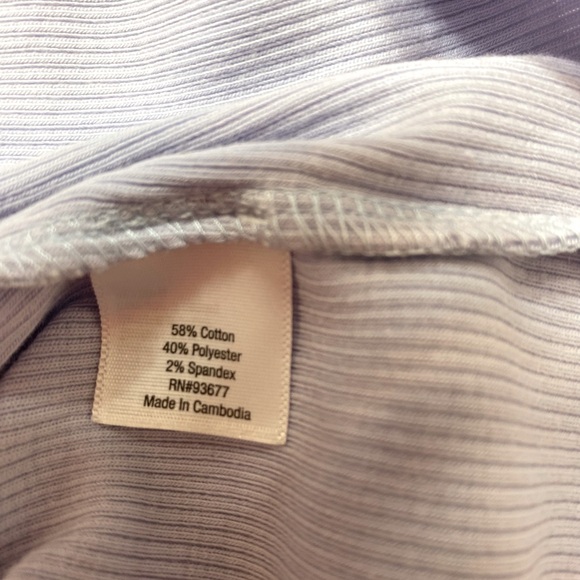 58% Cotton
40% Polyester
2% Spandex
RN#93677
Made In Cambodia